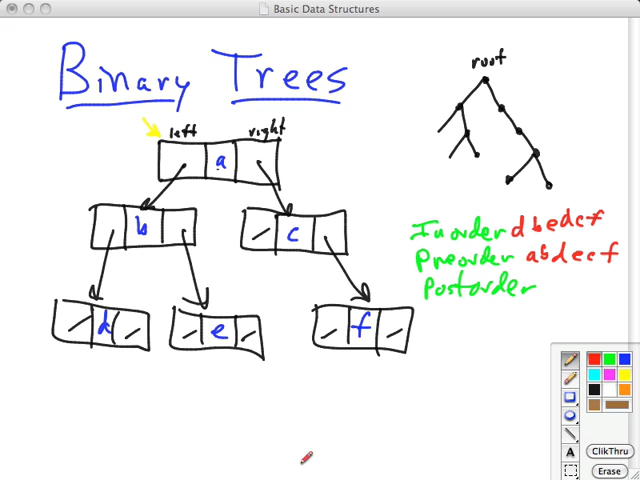 Basic Data Structures
Binary Trees
root
left right
a
b c
d e f
Inorder dbeacf
Preorder abdecf
Postorder
A
ClikThru
Erase